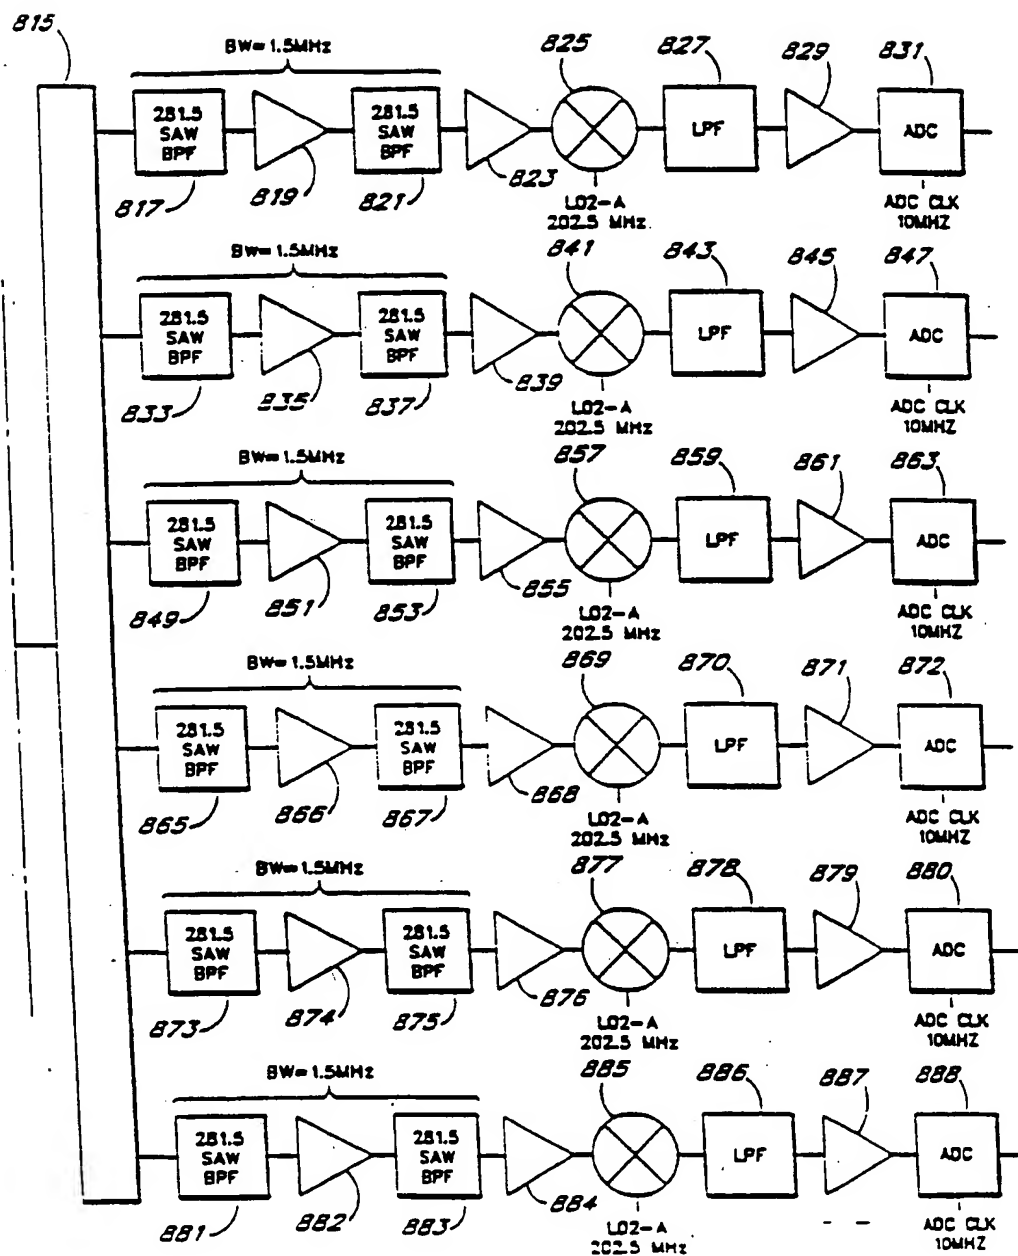 815
BW=1.5MHz
825
827
829
831
281.5
SAW
BPF
281.5
SAW
BPF
LPF
ADC
817
819
821
823
LO2-A
202.5 MHz
ADC CLK
10MHZ
BW=1.5MHz
841
843
845
847
281.5
SAW
BPF
281.5
SAW
BPF
LPF
ADC
833
835
837
839
LO2-A
202.5 MHz
ADC CLK
10MHZ
BW=1.5MHz
857
859
861
863
281.5
SAW
BPF
281.5
SAW
BPF
LPF
ADC
849
851
853
855
LO2-A
202.5 MHz
ADC CLK
10MHZ
BW=1.5MHz
869
870
871
872
281.5
SAW
BPF
281.5
SAW
BPF
LPF
ADC
865
866
867
868
LO2-A
202.5 MHz
ADC CLK
10MHZ
BW=1.5MHz
877
878
879
880
281.5
SAW
BPF
281.5
SAW
BPF
LPF
ADC
873
874
875
876
LO2-A
202.5 MHz
ADC CLK
10MHZ
BW=1.5MHz
885
886
887
888
281.5
SAW
BPF
281.5
SAW
BPF
LPF
ADC
881
882
883
884
LO2-A
202.5 MHz
ADC CLK
10MHZ